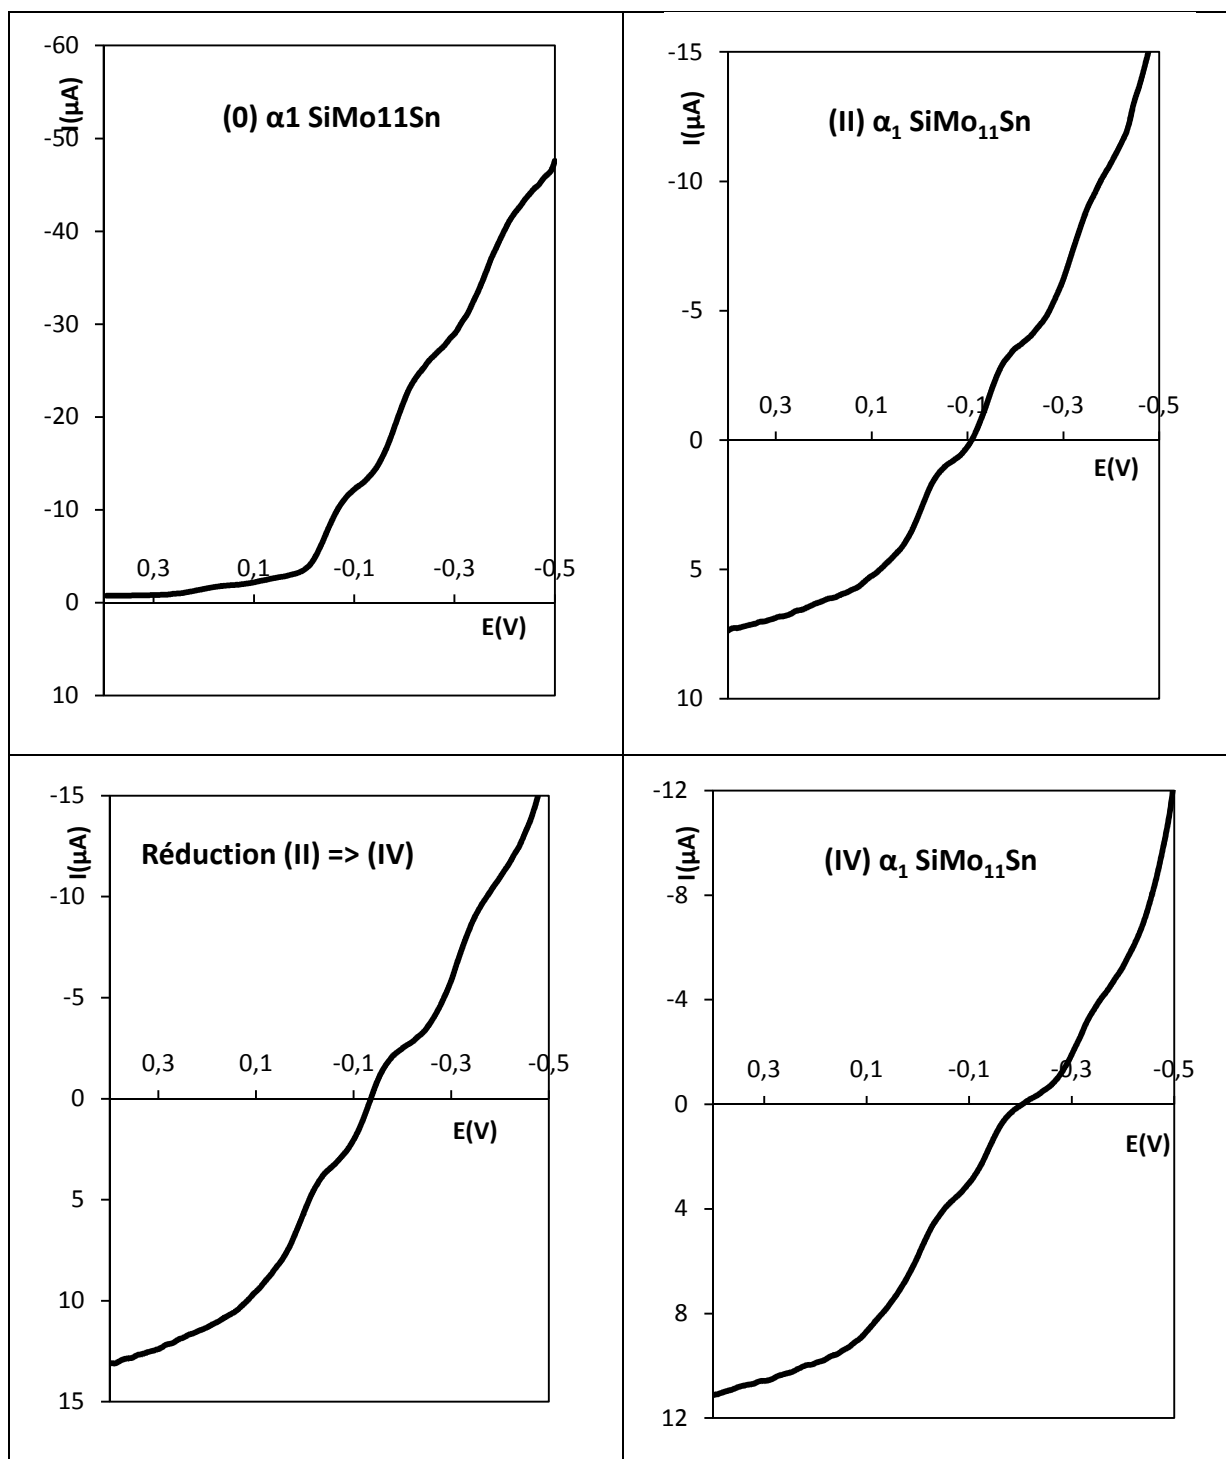 -60
I(µA)
(0) α1 SiMo11Sn
-50
-40
-30
-20
-10
0,3 0,1 -0,1 -0,3 -0,5
0
E(V)
10
-15
I(µA)
(II) α₁ SiMo₁₁Sn
-10
-5
0,3 0,1 -0,1 -0,3 -0,5
0
E(V)
5
10
-15
I(µA)
Réduction (II) => (IV)
-10
-5
0,3 0,1 -0,1 -0,3 -0,5
0
E(V)
5
10
15
-12
I(µA)
(IV) α₁ SiMo₁₁Sn
-8
-4
0,3 0,1 -0,1 -0,3 -0,5
0
E(V)
4
8
12